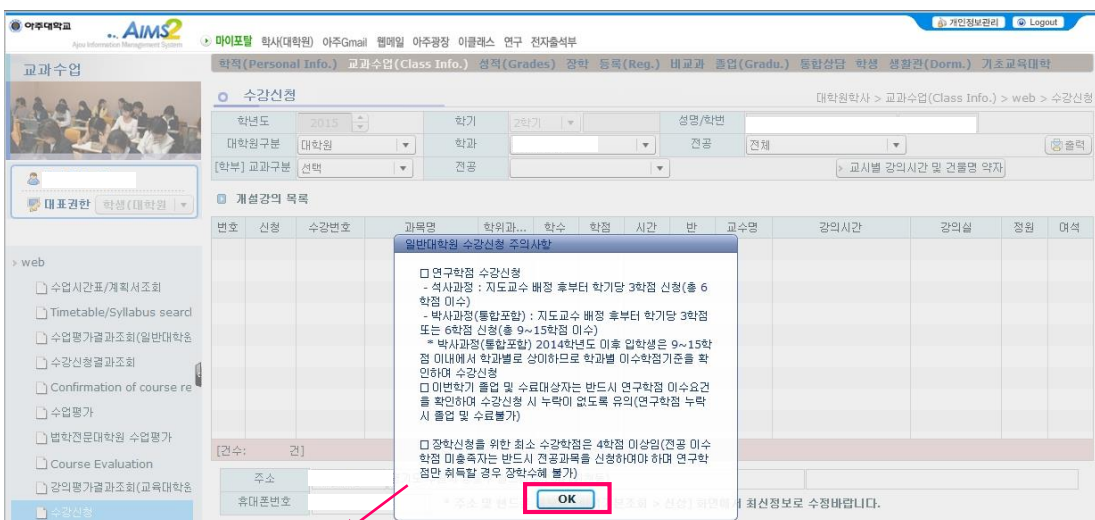 아주대학교
AIMS2
Ajou Information Management System
개인정보관리 Logout
마이포탈 학사(대학원) 아주Gmail 웹메일 아주광장 이클래스 연구 전자출석부
교과수업
학적(Personal Info.) 교과수업(Class Info.) 성적(Grades) 장학 등록(Reg.) 비교과 졸업(Gradu.) 통합상담 학생 생활관(Dorm.) 기초교육대학
수강신청
대학원학사 > 교과수업(Class Info.) > web > 수강신청
학년도 2015 학기 2학기 성명/학번
대학원구분 대학원 학과 전공 전체 출력
[학부] 교과구분 선택 전공 > 교시별 강의시간 및 건물명 약자
대표권한 학생(대학원
개설강의 목록
번호 신청 수강번호 과목명 학위과... 학수 학점 시간 반 교수명 강의시간 강의실 정원 여석
일반대학원 수강신청 주의사항
□ 연구학점 수강신청
- 석사과정 : 지도교수 배정 후부터 학기당 3학점 신청(총 6
학점 이수)
- 박사과정(통합포함) : 지도교수 배정 후부터 학기당 3학점
또는 6학점 신청(총 9~15학점 이수)
* 박사과정(통합포함) 2014학년도 이후 입학생은 9~15학
점 이내에서 학과별로 상이하므로 학과별 이수학점기준을 확
인하여 수강신청
□ 이번학기 졸업 및 수료대상자는 반드시 연구학점 이수요건
을 확인하여 수강신청 시 누락이 없도록 유의(연구학점 누락
시 졸업 및 수료불가)
□ 장학신청을 위한 최소 수강학점은 4학점 이상임(전공 이수
학점 미충족자는 반드시 전공과목을 신청하여야 하며 연구학
점만 취득할 경우 장학수혜 불가)
OK
> web
수업시간표/계획서조회
Timetable/Syllabus searcl
수업평가결과조회(일반대학원
수강신청결과조회
Confirmation of course re
수업평가
법학전문대학원 수업평가
Course Evaluation
강의평가결과조회(교육대학원
수강신청
[건수: 건]
주소
휴대폰번호
* 주소 및 최신정보로 수정바랍니다.